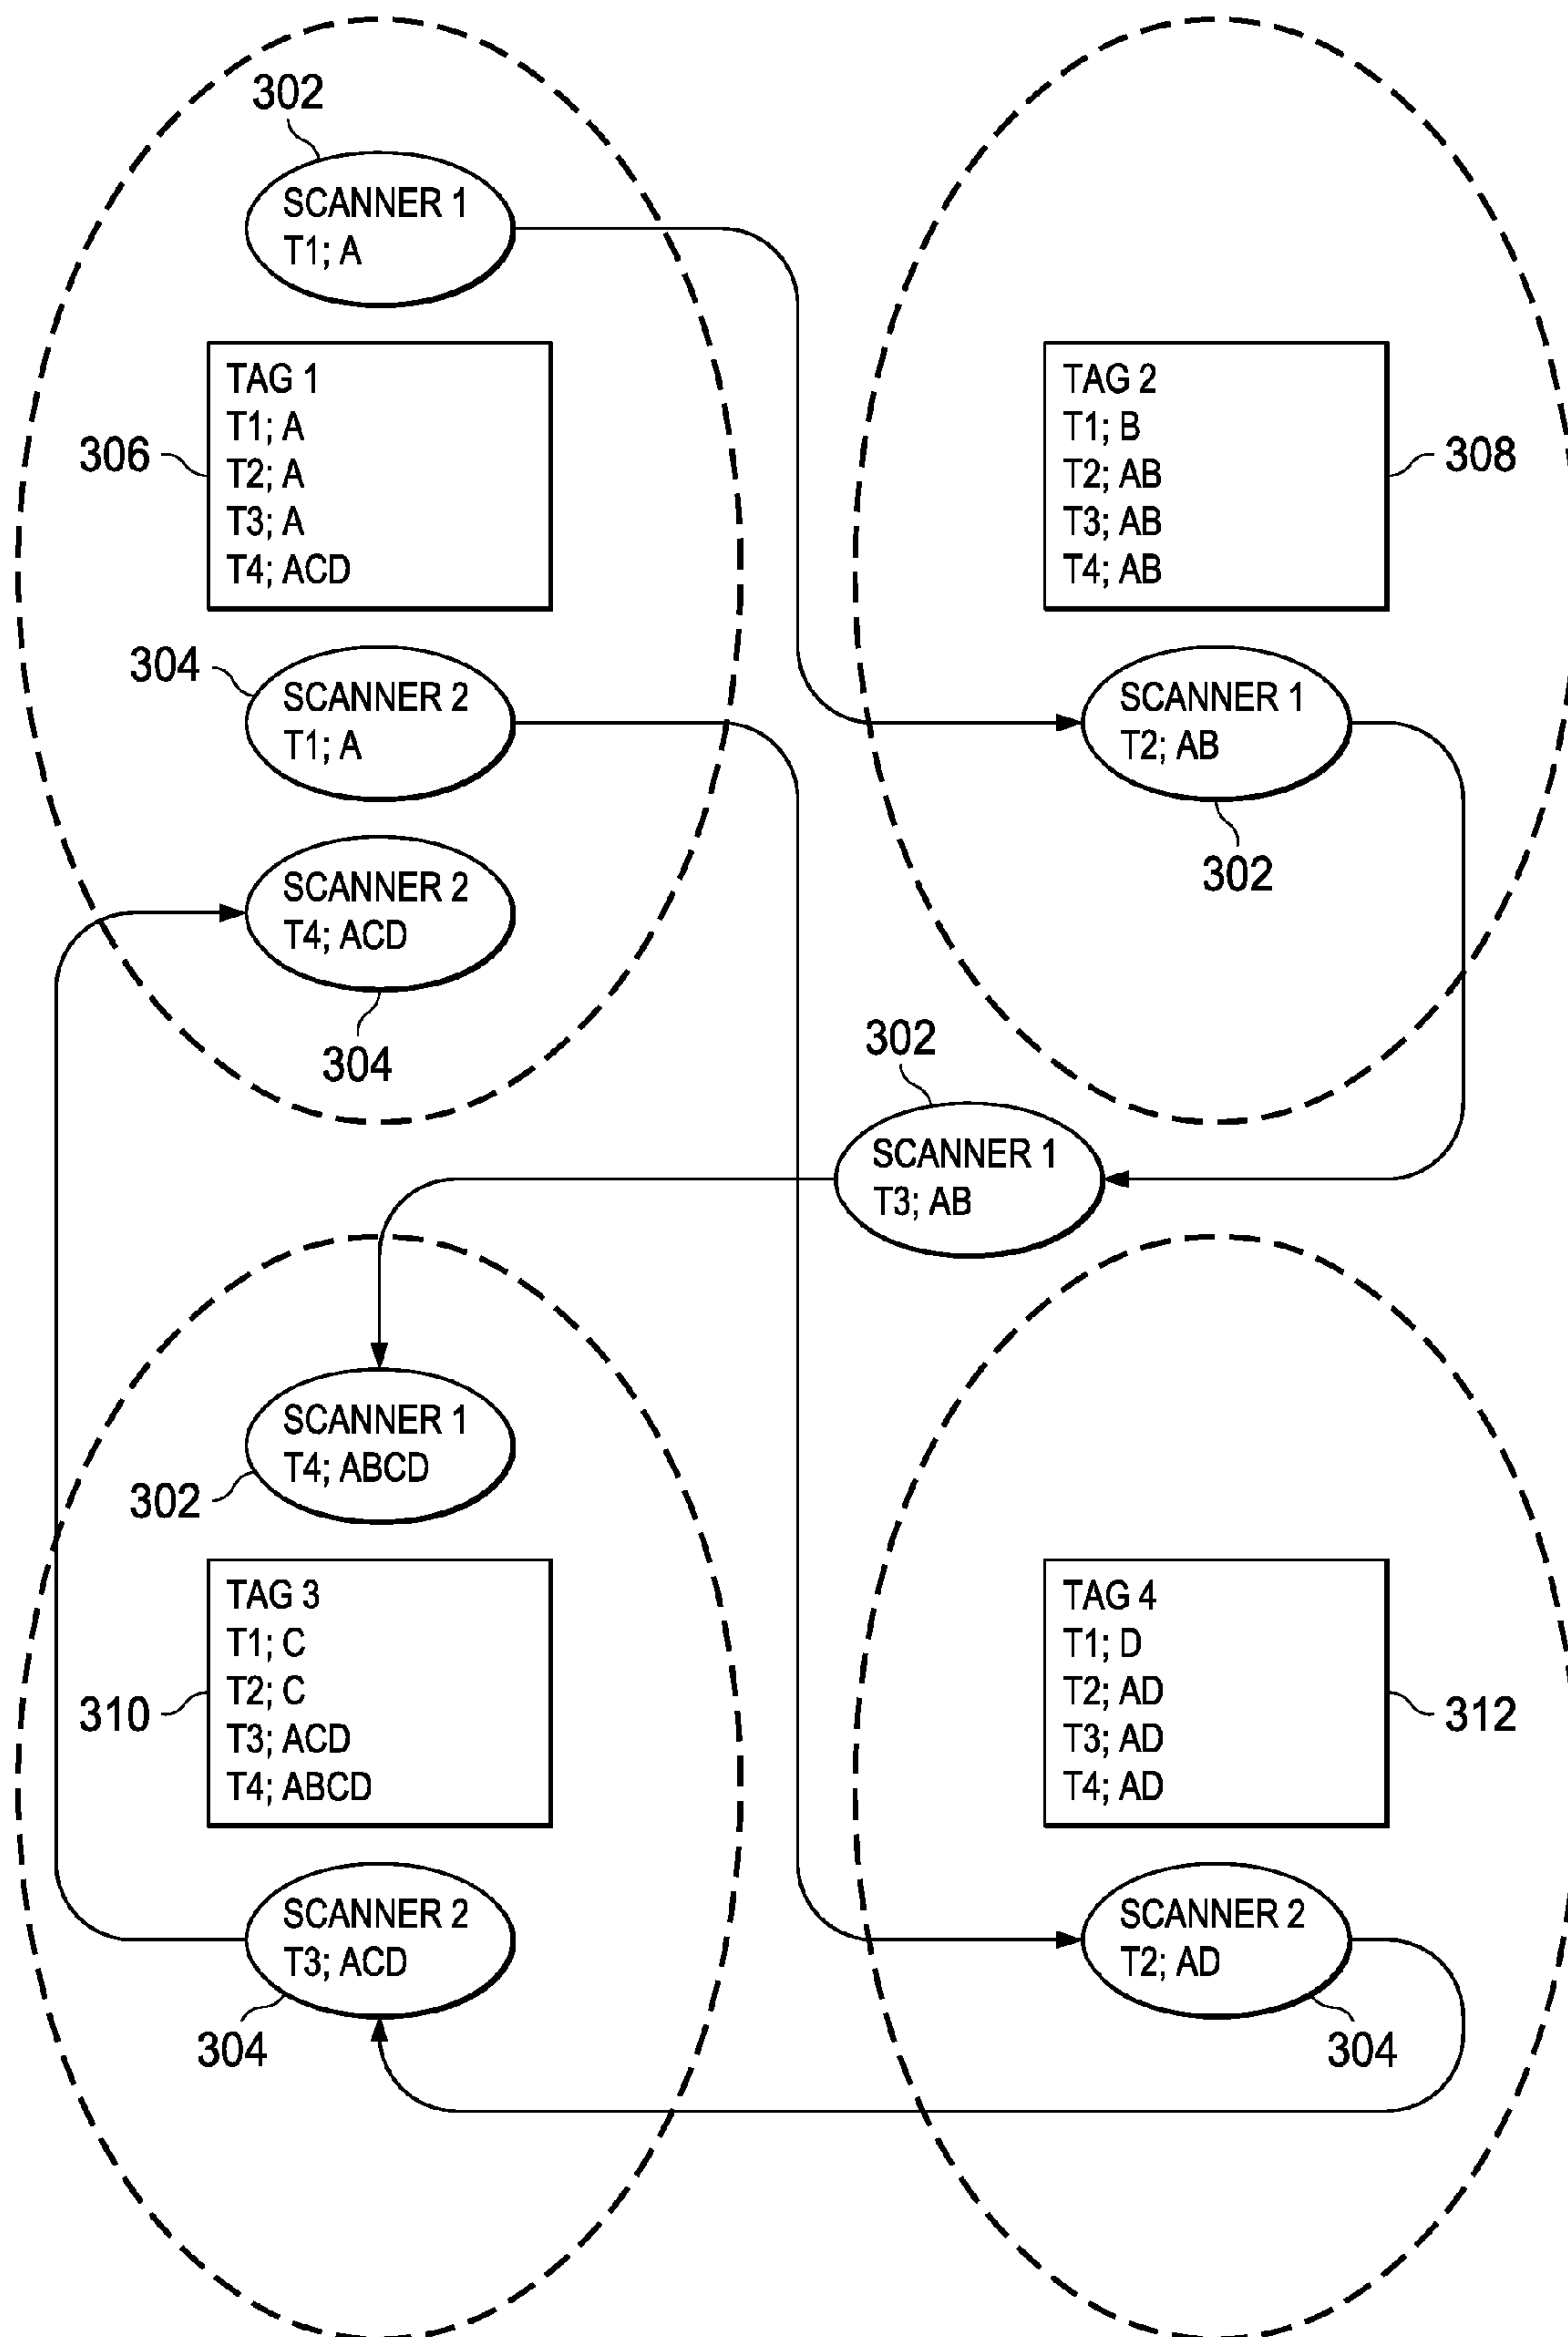 302
SCANNER 1
T1; A
TAG 1
T1; A
T2; A
T3; A
T4; ACD
306
304
SCANNER 2
T1; A
SCANNER 2
T4; ACD
304
TAG 2
T1; B
T2; AB
T3; AB
T4; AB
308
SCANNER 1
T2; AB
302
302
SCANNER 1
T3; AB
SCANNER 1
T4; ABCD
302
TAG 3
T1; C
T2; C
T3; ACD
T4; ABCD
310
SCANNER 2
T3; ACD
304
TAG 4
T1; D
T2; AD
T3; AD
T4; AD
312
SCANNER 2
T2; AD
304